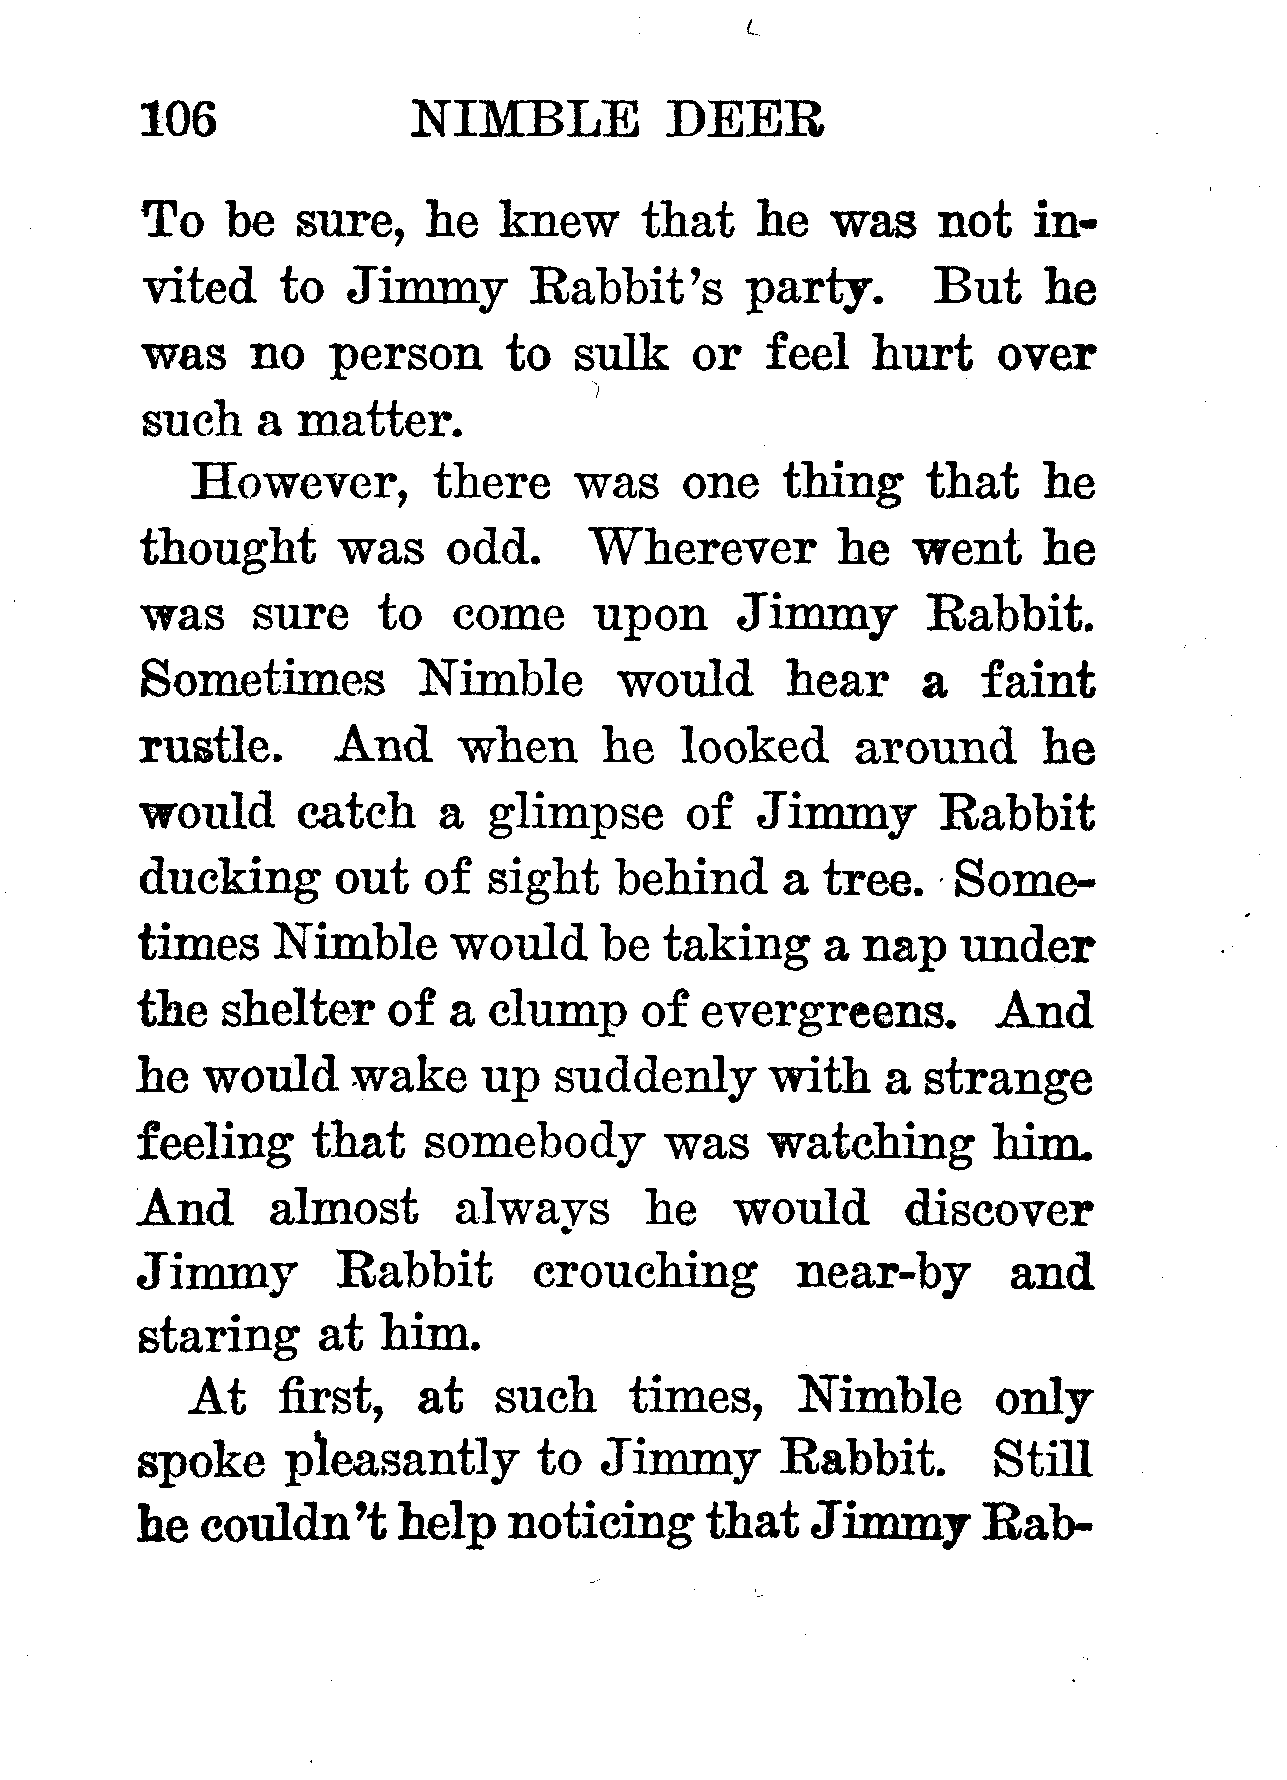 106 NIMBLE DEER
To be sure, he knew that he was not in-
vited to Jimmy Rabbit's party. But he
was no person to sulk or feel hurt over
such a matter.
However, there was one thing that he
thought was odd. Wherever he went he
was sure to come upon Jimmy Rabbit.
Sometimes Nimble would hear a faint
rustle. And when he looked around he
would catch a glimpse of Jimmy Rabbit
ducking out of sight behind a tree. Some-
times Nimble would be taking a nap under
the shelter of a clump of evergreens. And
he would wake up suddenly with a strange
feeling that somebody was watching him.
And almost always he would discover
Jimmy Rabbit crouching near-by and
staring at him.
At first, at such times, Nimble only
spoke pleasantly to Jimmy Rabbit. Still
he couldn't help noticing that Jimmy Rab-